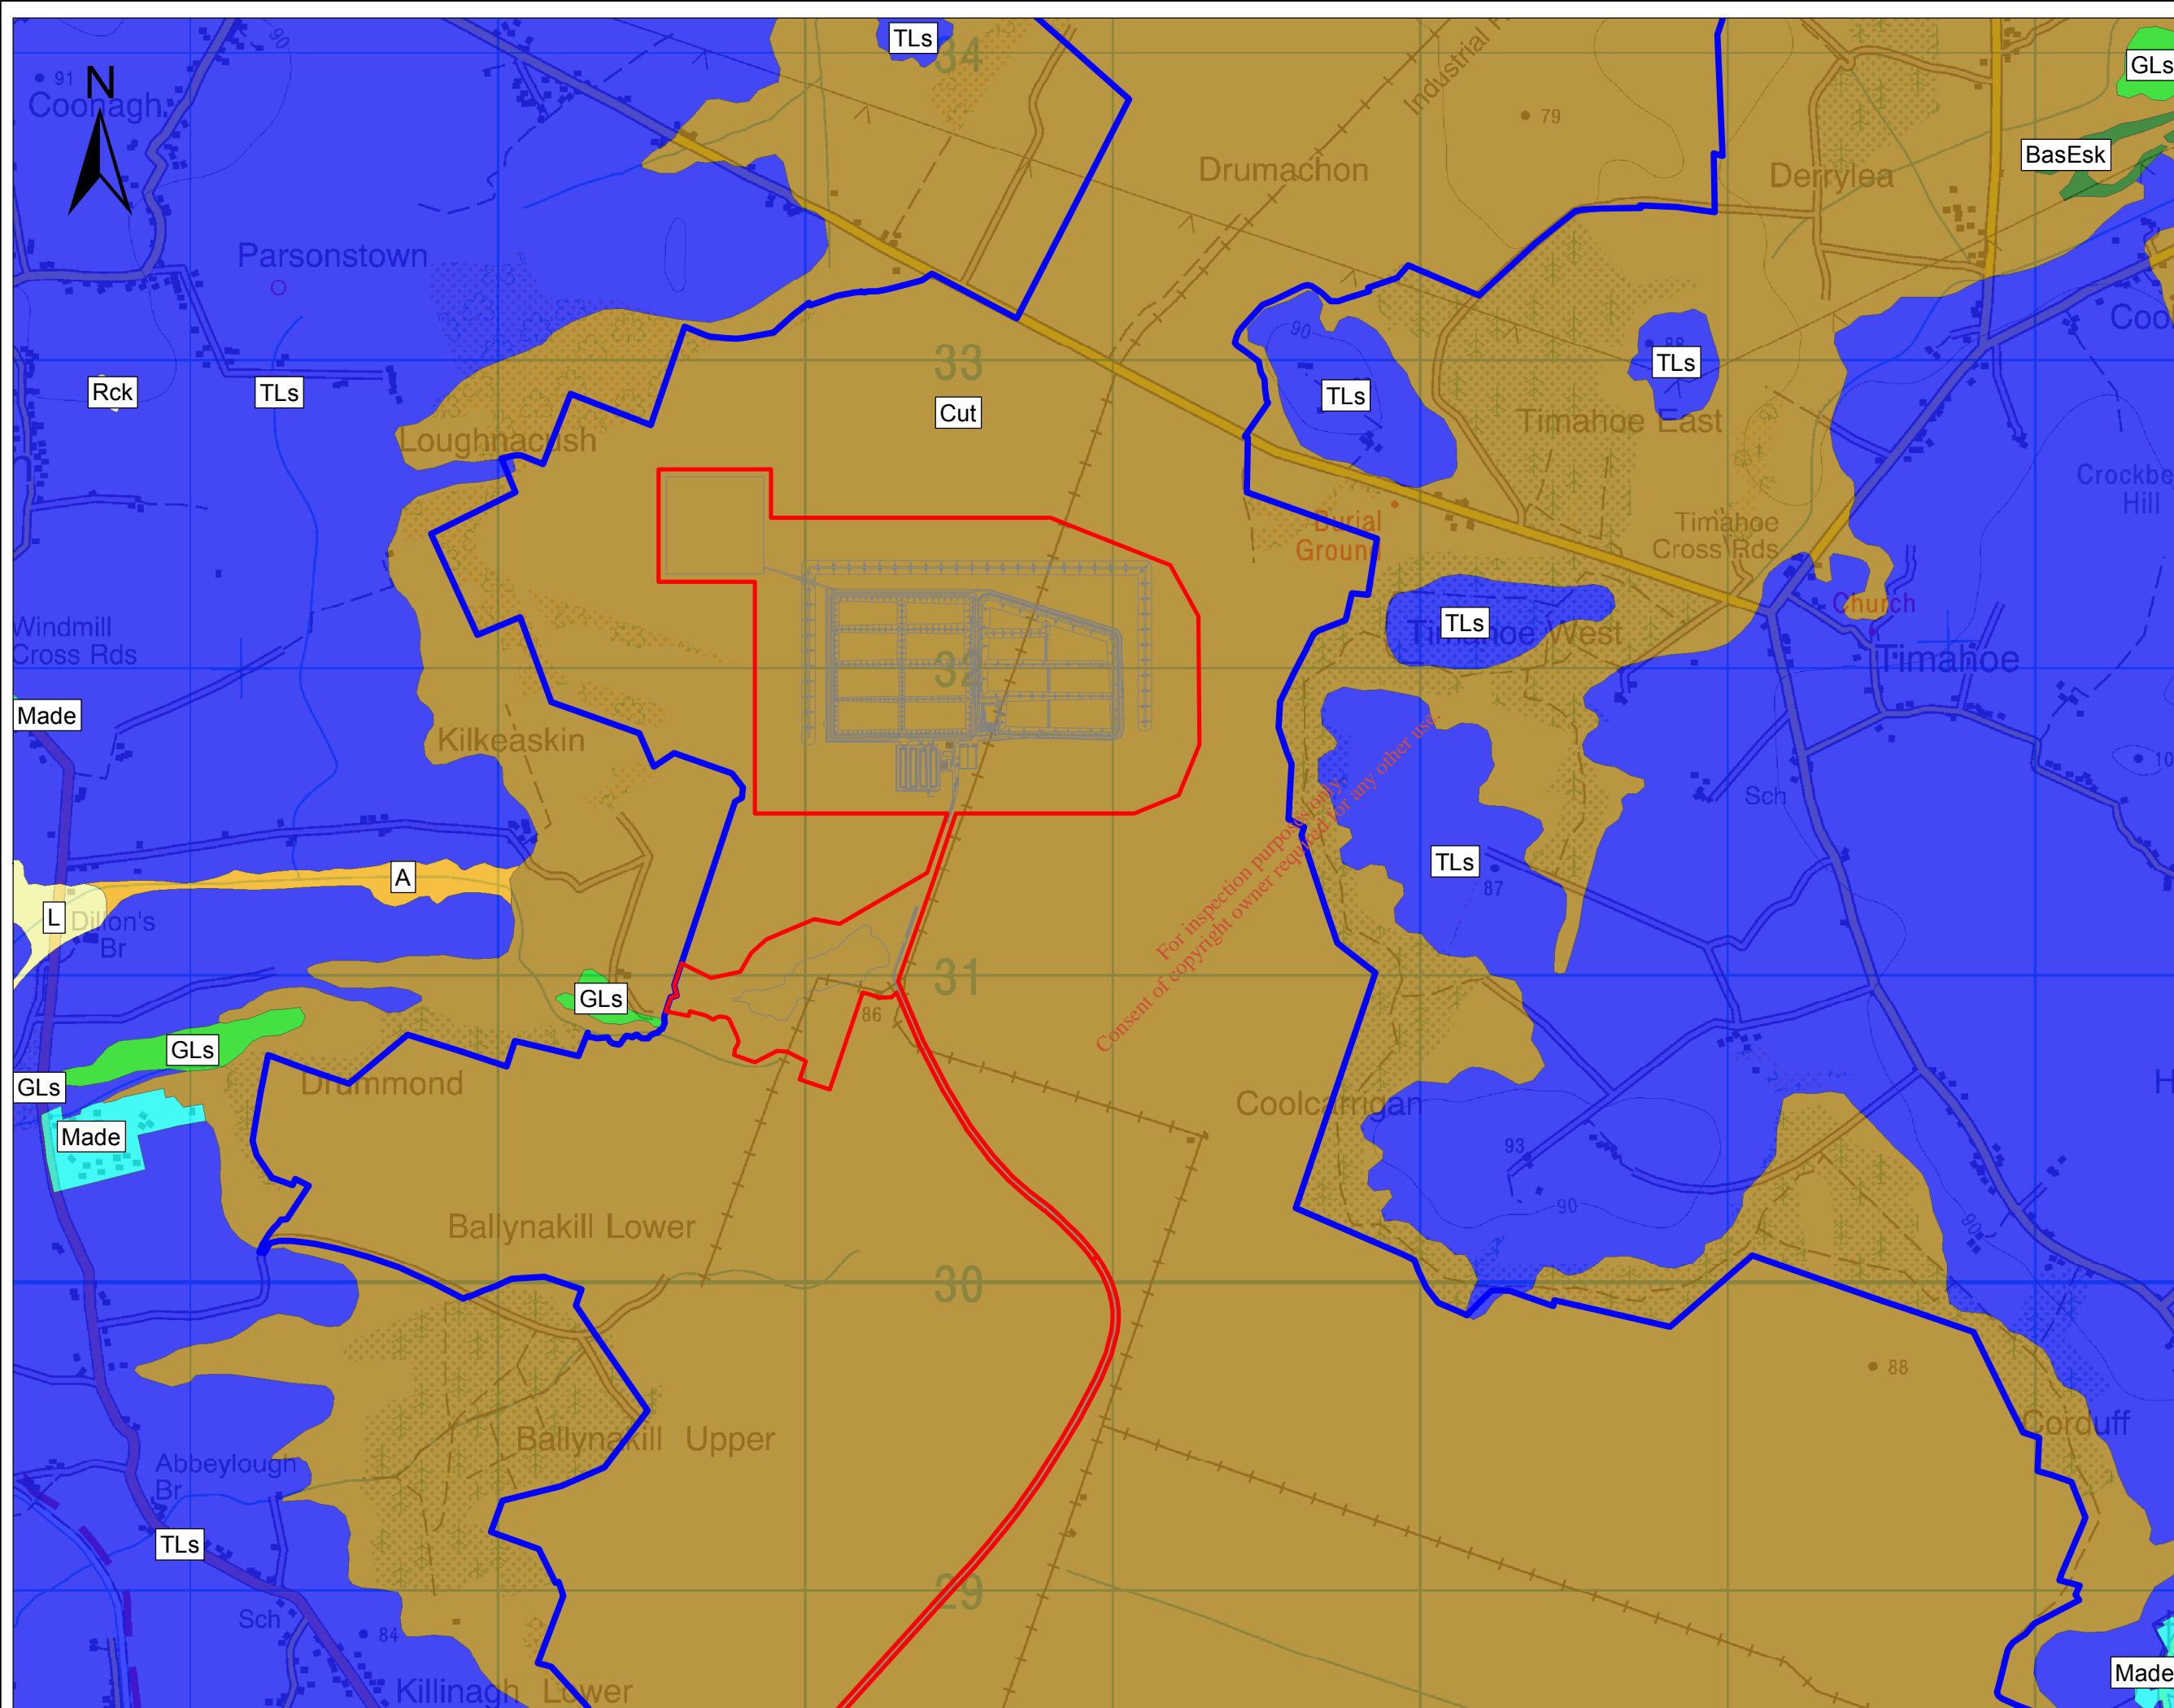 TLs
34
GLs
91
90
N
Coonagh
Industrial
79
Drumachon
Derrylea
BasEsk
Parsonstown
90
Coo
33
88
TLs
Rck
TLs
TLs
Cut
Loughnacush
Timahoe East
Crockbe
Hill
Burial
Ground
Timahoe
Cross Rds
Windmill
Cross Rds
TLs
Timahoe West
Church
Timahoe
32
Made
Kilkeaskin
10
Sch
For inspection purposes only.
Consent of copyright owner required for any other use.
TLs
87
A
L
Dillon's
Br
31
GLs
86
GLs
GLs
Drummond
H
Coolcarrigan
Made
93
Ballynakill Lower
90
90
30
88
Corduff
Ballynakill Upper
Abbeylough
Br
TLs
29
Sch
84
Killinagh Lower
Made